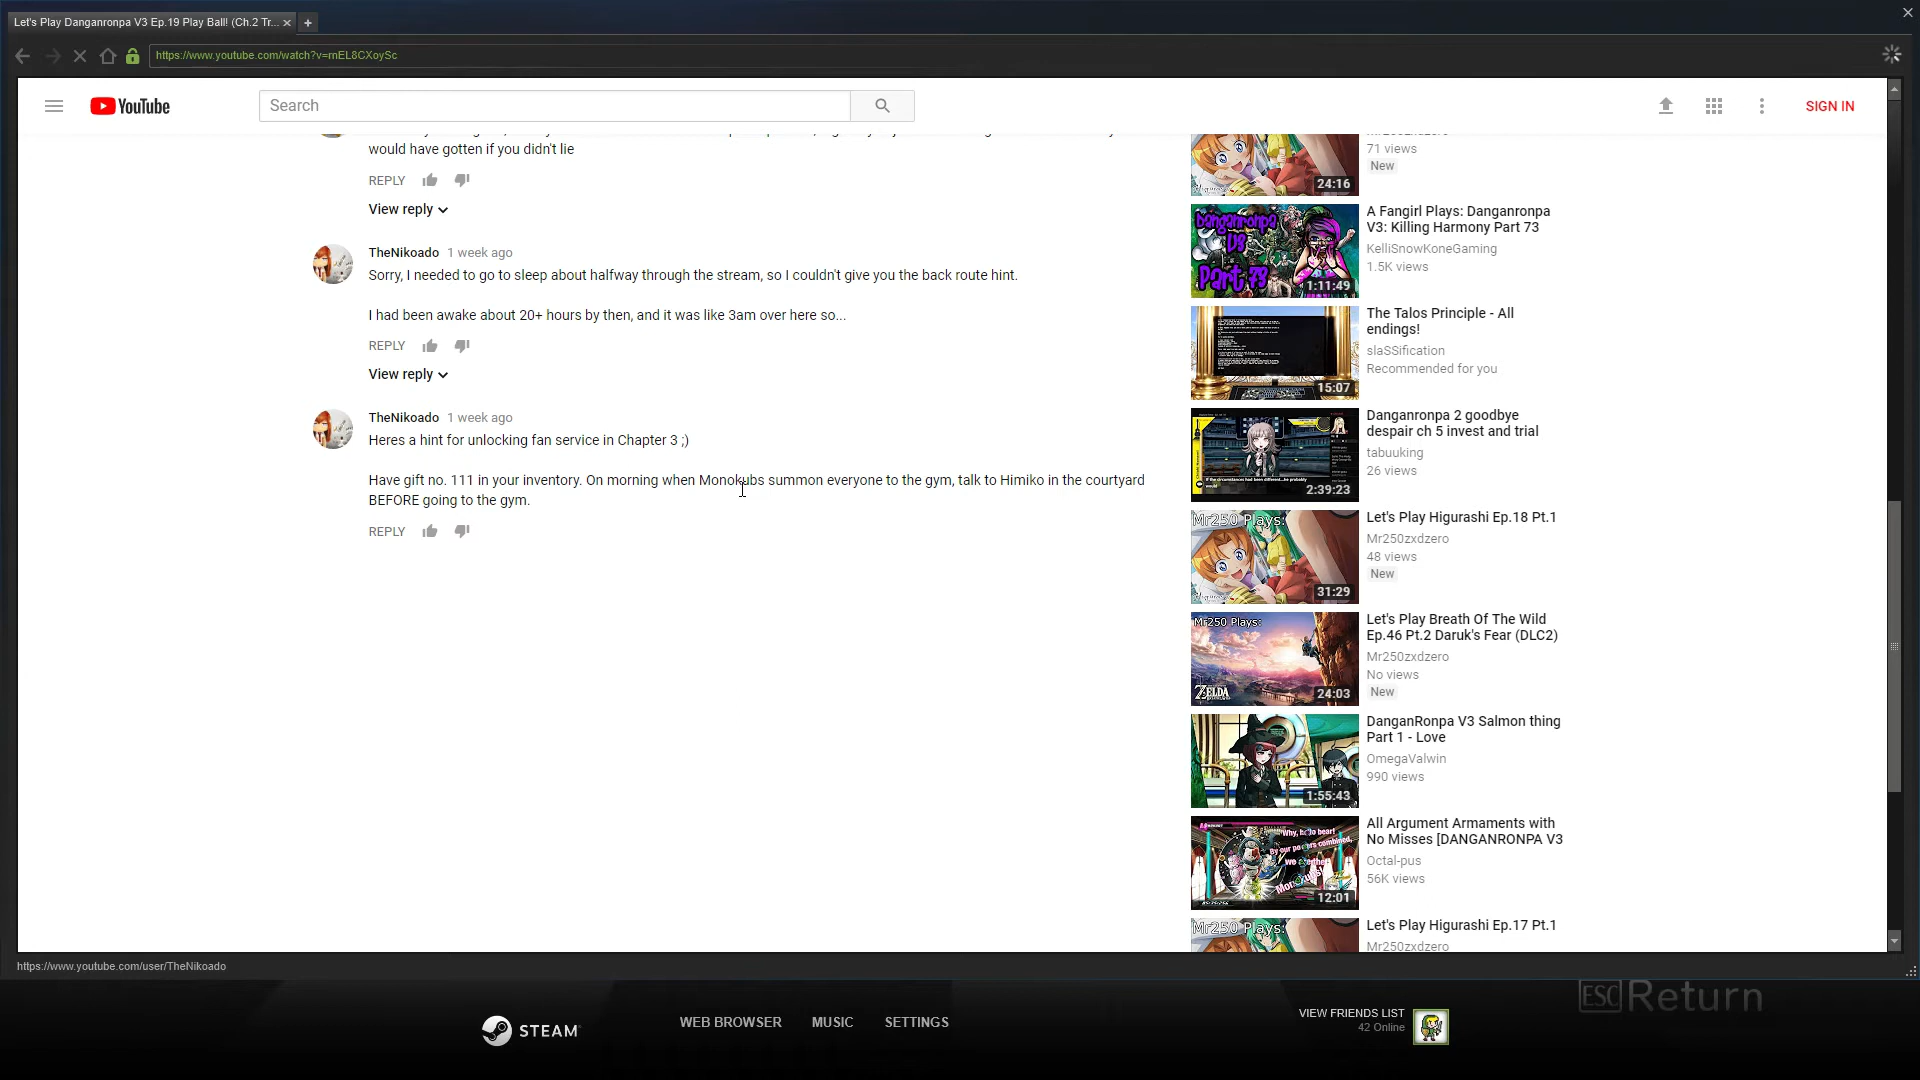 Let's Play Danganronpa V3 Ep.19 Play Ball! (Ch.2 Tr...
https://www.youtube.com/watch?v=rnEL8CXoySc
YouTube
Search
SIGN IN
would have gotten if you didn't lie
REPLY
View reply
TheNikoado 1 week ago
Sorry, I needed to go to sleep about halfway through the stream, so I couldn't give you the back route hint.
I had been awake about 20+ hours by then, and it was like 3am over here so...
REPLY
View reply
TheNikoado 1 week ago
Heres a hint for unlocking fan service in Chapter 3 ;)
Have gift no. 111 in your inventory. On morning when Monokubs summon everyone to the gym, talk to Himiko in the courtyard
BEFORE going to the gym.
REPLY
71 views
New
24:16
A Fangirl Plays: Danganronpa
V3: Killing Harmony Part 73
KelliSnowKoneGaming
1.5K views
Danganronpa
V3
Part 73
1:11:49
The Talos Principle - All
endings!
slaSSification
Recommended for you
15:07
Danganronpa 2 goodbye
despair ch 5 invest and trial
tabuuking
26 views
2:39:23
Let's Play Higurashi Ep.18 Pt.1
Mr250zxdzero
48 views
New
Mr250 Plays:
31:29
Let's Play Breath Of The Wild
Ep.46 Pt.2 Daruk's Fear (DLC2)
Mr250zxdzero
No views
New
Mr250 Plays:
ZELDA
24:03
DanganRonpa V3 Salmon thing
Part 1 - Love
OmegaValwin
990 views
1:55:43
All Argument Armaments with
No Misses [DANGANRONPA V3
Octal-pus
56K views
12:01
Let's Play Higurashi Ep.17 Pt.1
Mr250zxdzero
Mr250 Plays:
https://www.youtube.com/user/TheNikoado
ESC Return
STEAM
WEB BROWSER
MUSIC
SETTINGS
VIEW FRIENDS LIST
42 Online